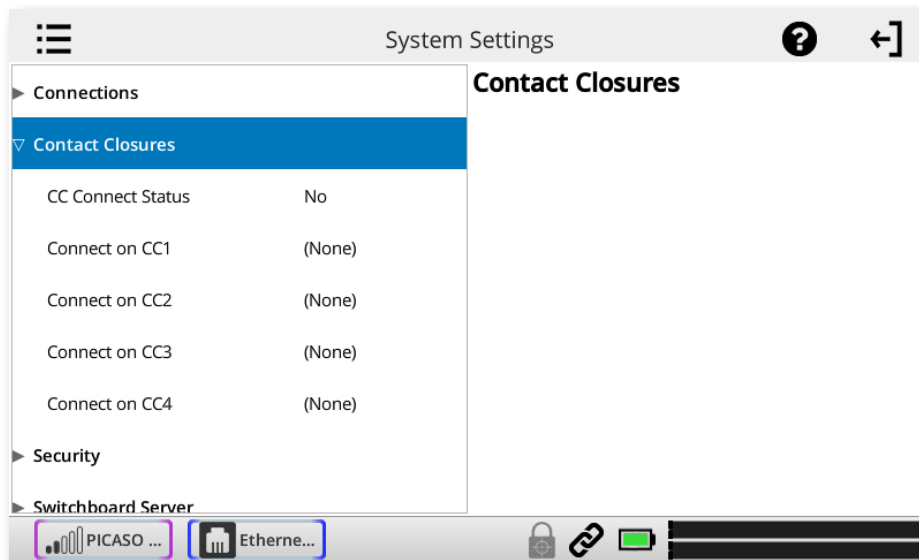 System Settings
?
Connections
Contact Closures
Contact Closures
CC Connect Status No
Connect on CC1 (None)
Connect on CC2 (None)
Connect on CC3 (None)
Connect on CC4 (None)
Security
Switchboard Server
PICASO ...
Etherne...